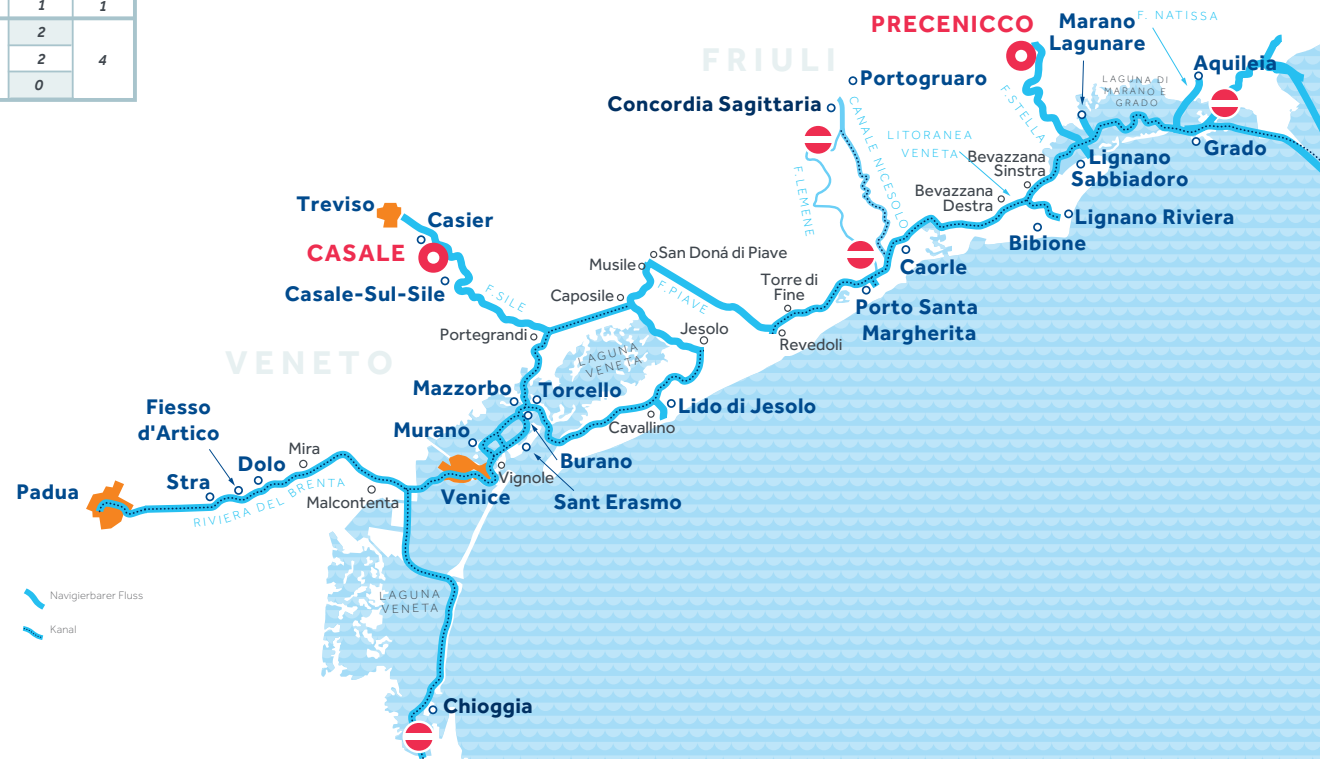 1 1
2
2 4
0
PRECENICCO
Marano
Lagunare
F. NATISSA
FRIULI
Portogruaro
Aquileia
LAGUNA DI
MARANO E
GRADO
Concordia Sagittaria
F. STELLA
CANALE NICESOLO
LITORANEA
VENETA
Grado
Bevazzana
Sinstra
Lignano
Sabbiadoro
F. LEMENE
Bevazzana
Destra
Treviso
Casier
Lignano Riviera
Bibione
CASALE
San Doná di Piave
Musile
Caorle
Torre di
Fine
Casale-Sul-Sile
F. SILE
Caposile
F. PIAVE
Porto Santa
Margherita
Portegrandi
Jesolo
Revedoli
VENETO
LAGUNA
VENETA
Mazzorbo
Torcello
Lido di Jesolo
Fiesso
d'Artico
Cavallino
Murano
Mira
Burano
Dolo
Vignole
Stra
Padua
RIVIERA DEL BRENTA
Malcontenta
Venice
Sant Erasmo
Navigierbarer Fluss
LAGUNA
VENETA
Kanal
Chioggia